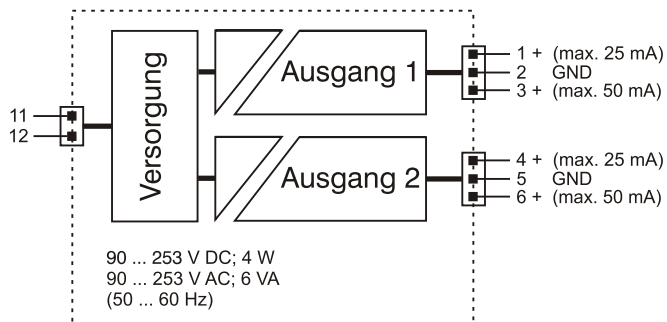 1 + (max. 25 mA)
2 GND
3 + (max. 50 mA)
Ausgang 1
Versorgung
11
12
4 + (max. 25 mA)
5 GND
6 + (max. 50 mA)
Ausgang 2
90 ... 253 V DC; 4 W
90 ... 253 V AC; 6 VA
(50 ... 60 Hz)